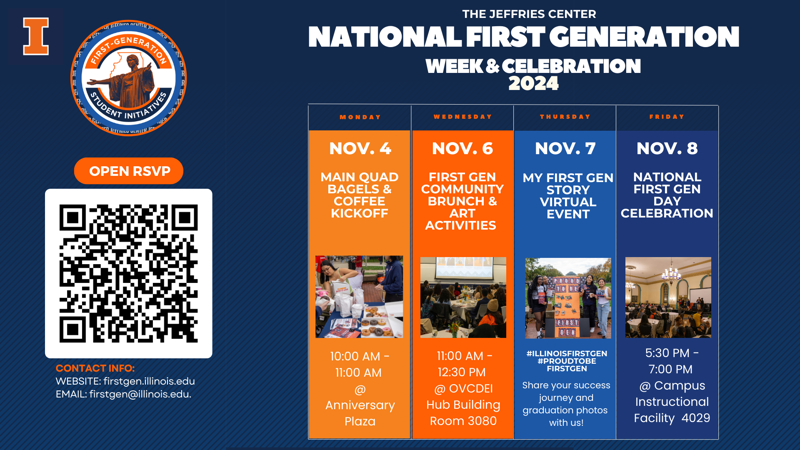 I
FIRST-GENERATION
STUDENT INITIATIVES
OPEN RSVP
CONTACT INFO:
WEBSITE: firstgen.illinois.edu
EMAIL: firstgen@illinois.edu.
THE JEFFRIES CENTER
NATIONAL FIRST GENERATION
WEEK & CELEBRATION
2024
MONDAY
NOV. 4
MAIN QUAD
BAGELS &
COFFEE
KICKOFF
10:00 AM -
11:00 AM
@
Anniversary
Plaza
WEDNESDAY
NOV. 6
FIRST GEN
COMMUNITY
BRUNCH &
ART
ACTIVITIES
11:00 AM -
12:30 PM
@ OVCDEI
Hub Building
Room 3080
THURSDAY
NOV. 7
MY FIRST GEN
STORY
VIRTUAL
EVENT
#ILLINOISFIRSTGEN
#PROUDTOBE
FIRSTGEN
Share your success
journey and
graduation photos
with us!
FRIDAY
NOV. 8
NATIONAL
FIRST GEN
DAY
CELEBRATION
5:30 PM -
7:00 PM
@ Campus
Instructional
Facility 4029